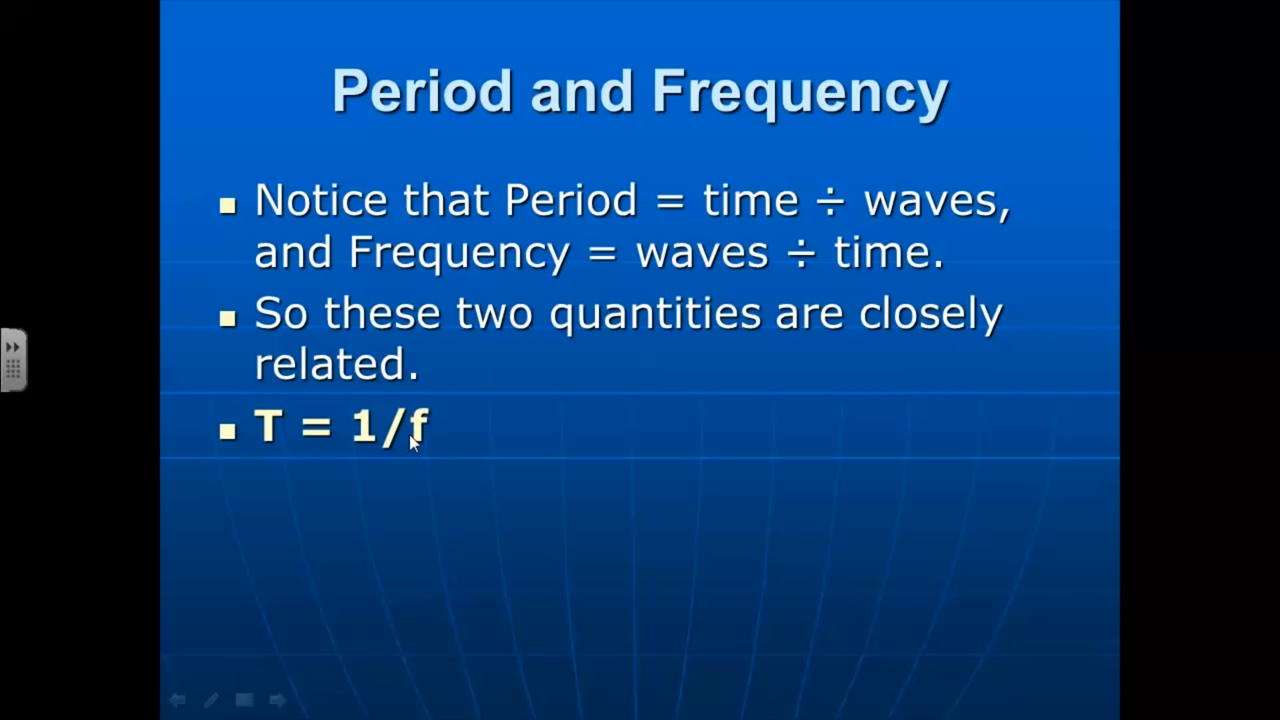 Period and Frequency
Notice that Period = time ÷ waves,
and Frequency = waves ÷ time.
So these two quantities are closely
related.
T = 1/f